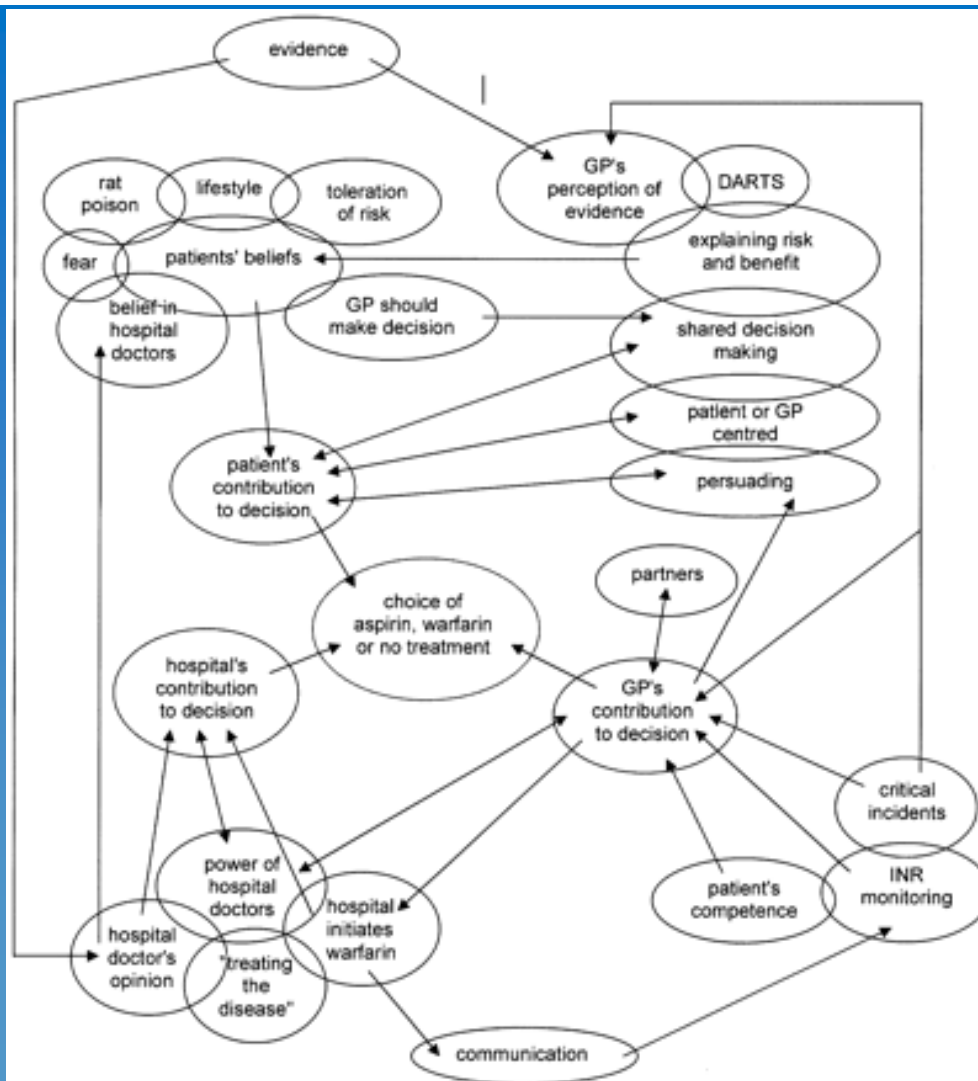 evidence
GP's
perception of
evidence
DARTS
rat
poison
lifestyle
toleration
of risk
fear
patients' beliefs
explaining risk
and benefit
belief in
hospital
doctors
GP should
make decision
shared decision
making
patient or GP
centred
patient's
contribution
to decision
persuading
partners
choice of
aspirin, warfarin
or no treatment
hospital's
contribution
to decision
GP's
contribution
to decision
critical
incidents
power of
hospital
doctors
patient's
competence
INR
monitoring
hospital
doctor's
opinion
"treating
the
disease"
hospital
initiates
warfarin
communication